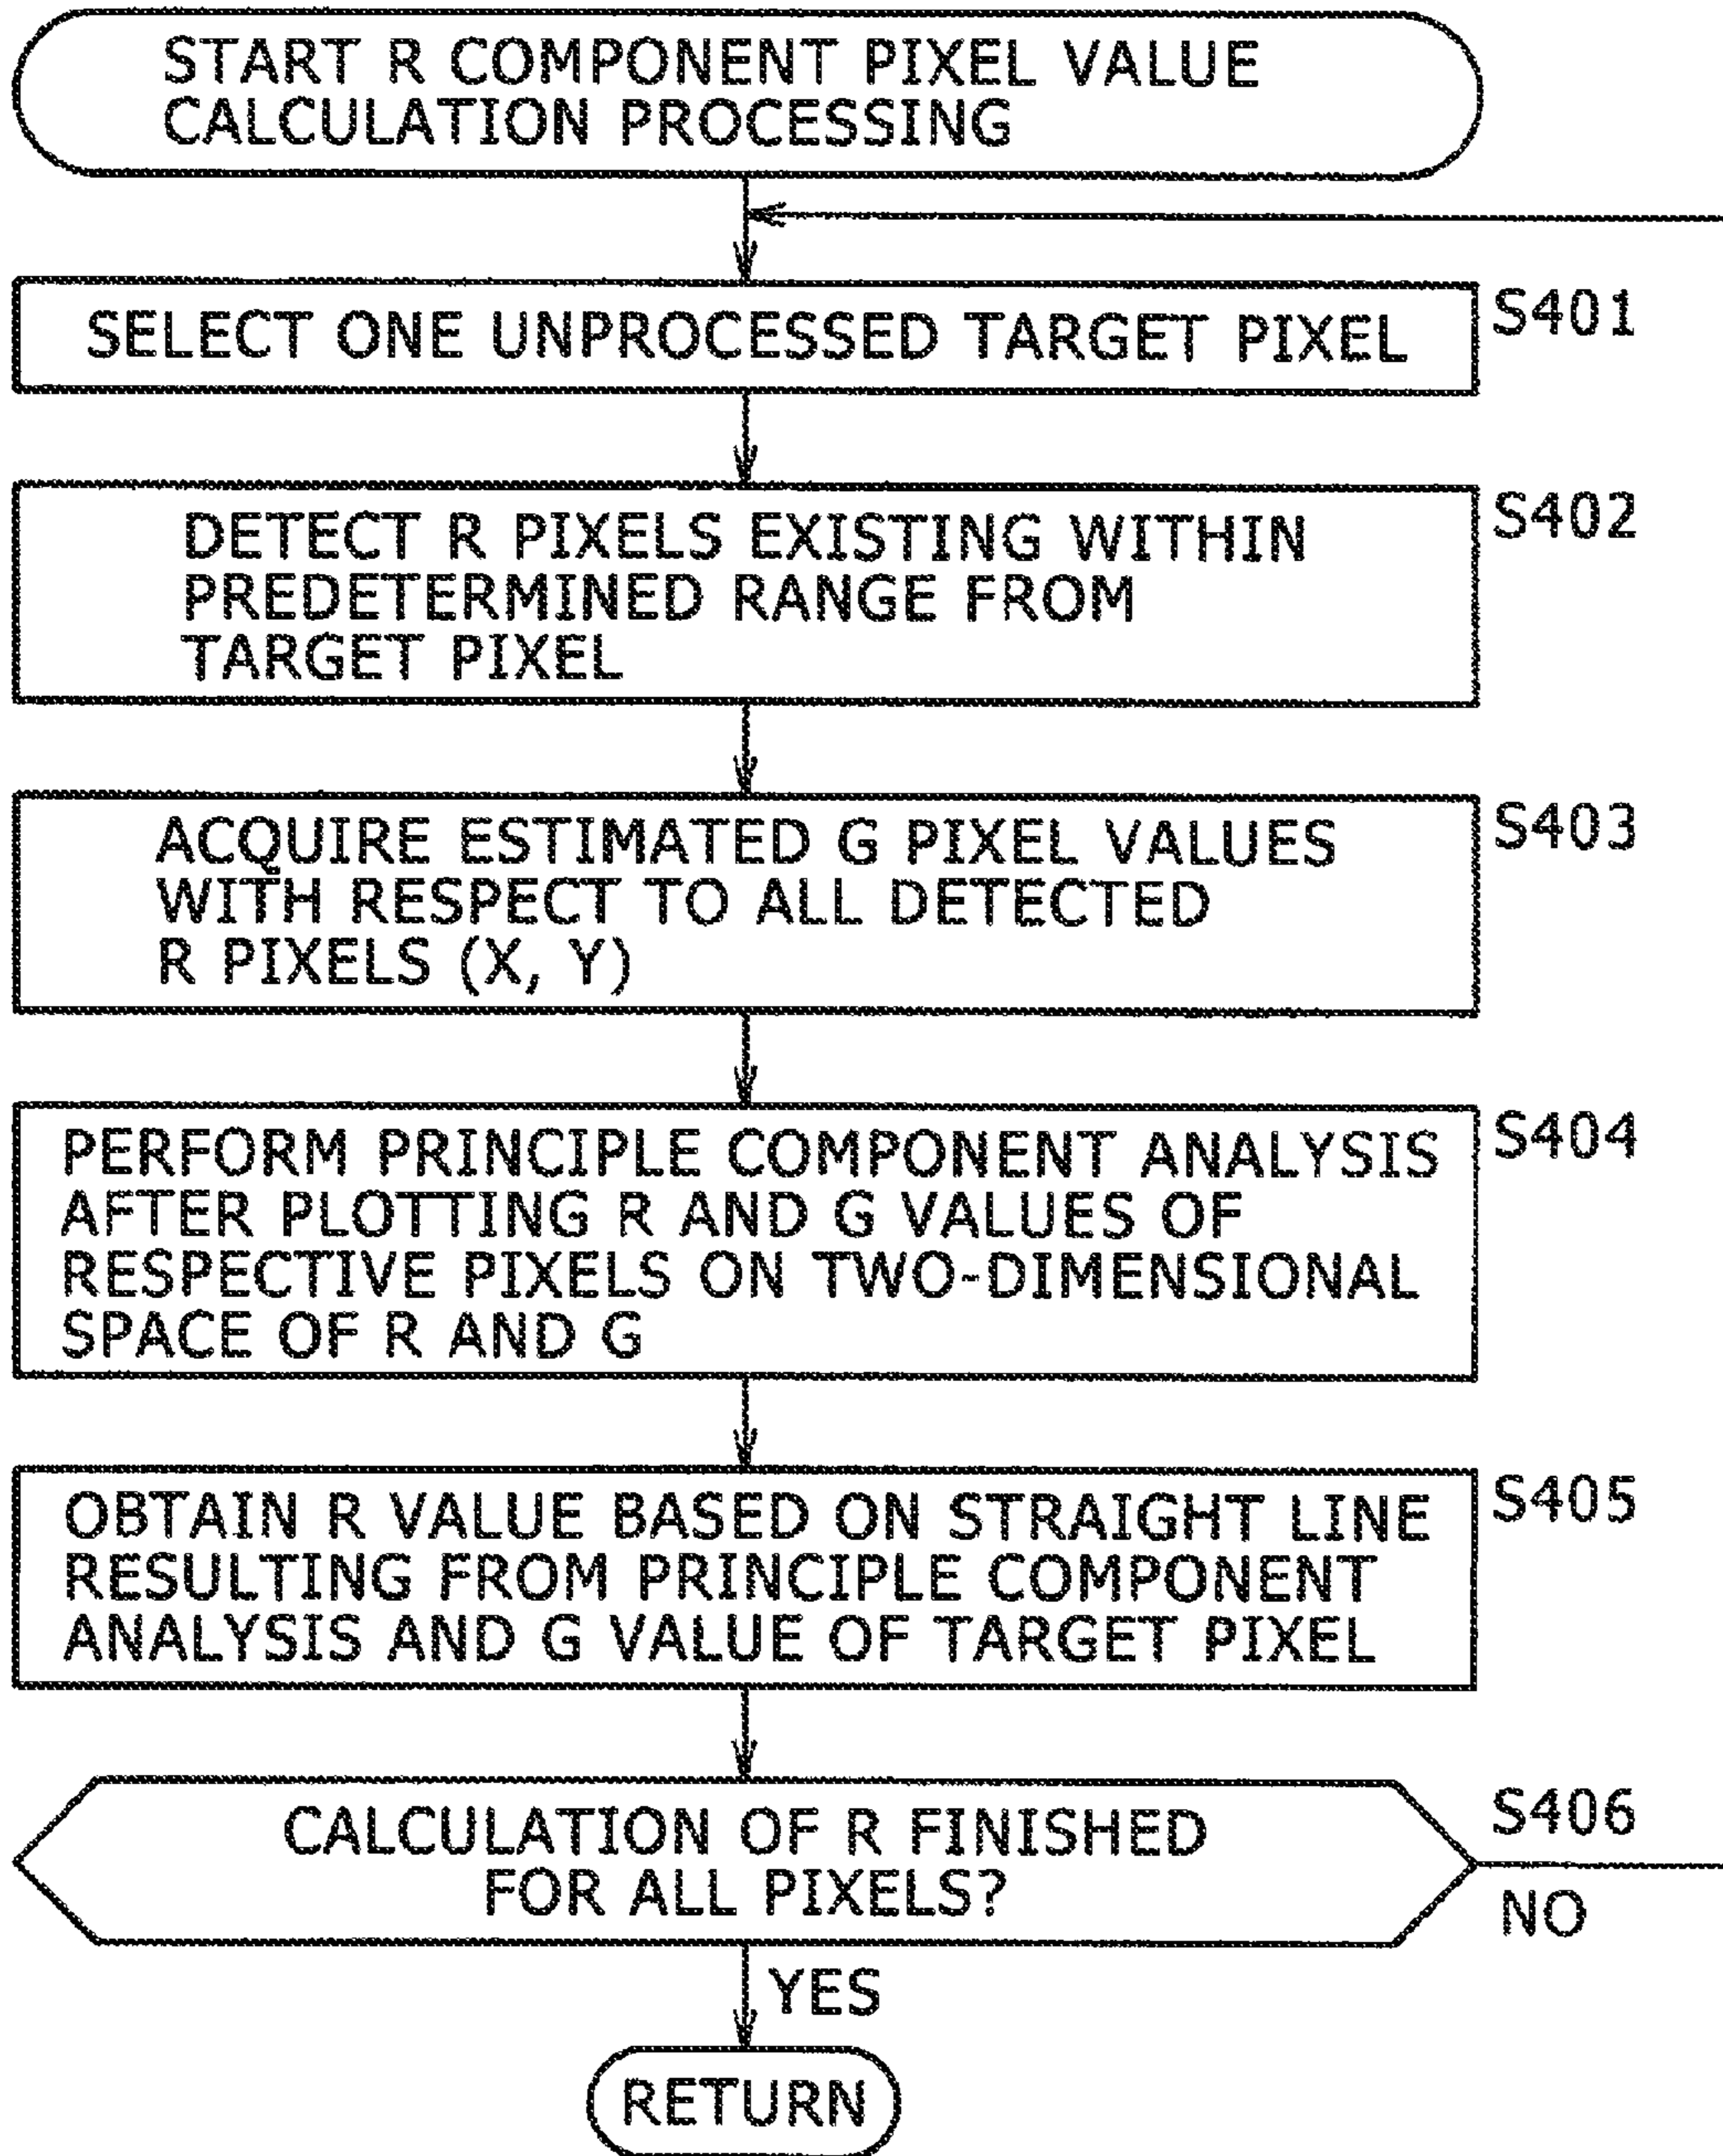 START R COMPONENT PIXEL VALUE
CALCULATION PROCESSING
SELECT ONE UNPROCESSED TARGET PIXEL
S401
DETECT R PIXELS EXISTING WITHIN
PREDETERMINED RANGE FROM
TARGET PIXEL
S402
ACQUIRE ESTIMATED G PIXEL VALUES
WITH RESPECT TO ALL DETECTED
R PIXELS (X, Y)
S403
PERFORM PRINCIPLE COMPONENT ANALYSIS
AFTER PLOTTING R AND G VALUES OF
RESPECTIVE PIXELS ON TWO-DIMENSIONAL
SPACE OF R AND G
S404
OBTAIN R VALUE BASED ON STRAIGHT LINE
RESULTING FROM PRINCIPLE COMPONENT
ANALYSIS AND G VALUE OF TARGET PIXEL
S405
CALCULATION OF R FINISHED
FOR ALL PIXELS?
S406
NO
YES
RETURN